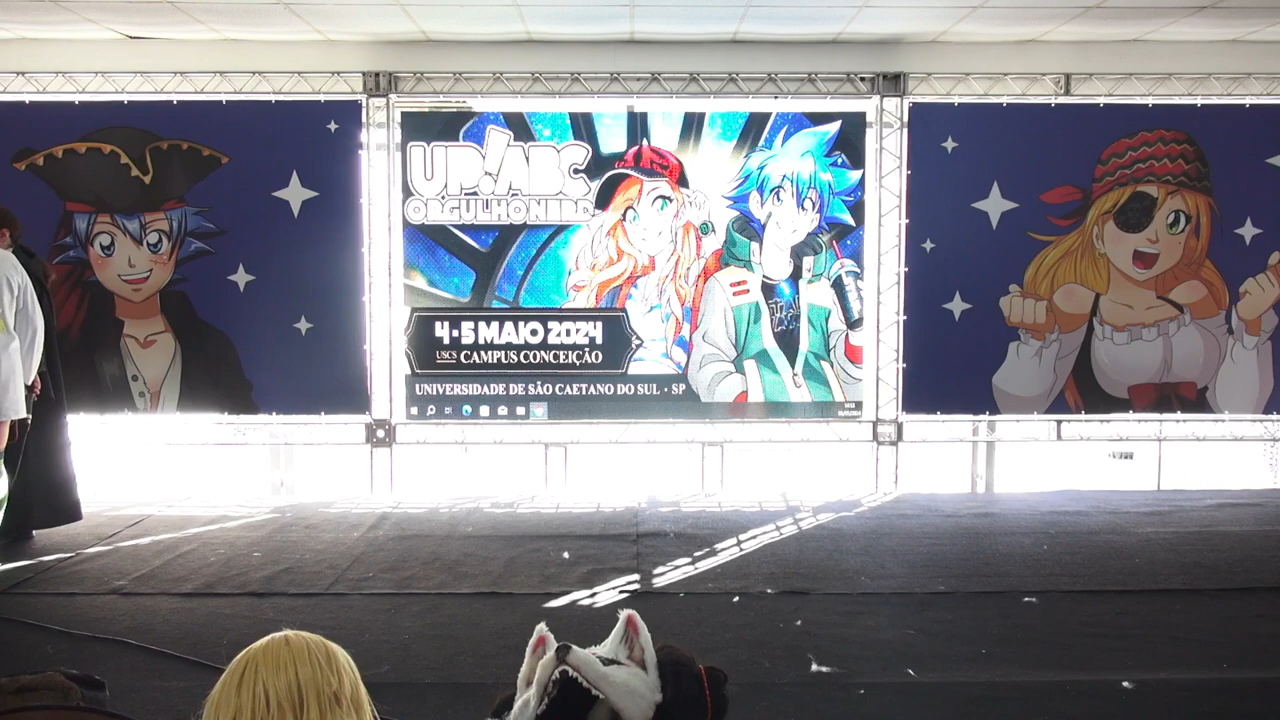 UP!ABC
ORGULHO NERD
4-5 MAIO 2024
USCS CAMPUS CONCEIÇÃO
UNIVERSIDADE DE SÃO CAETANO DO SUL · SP